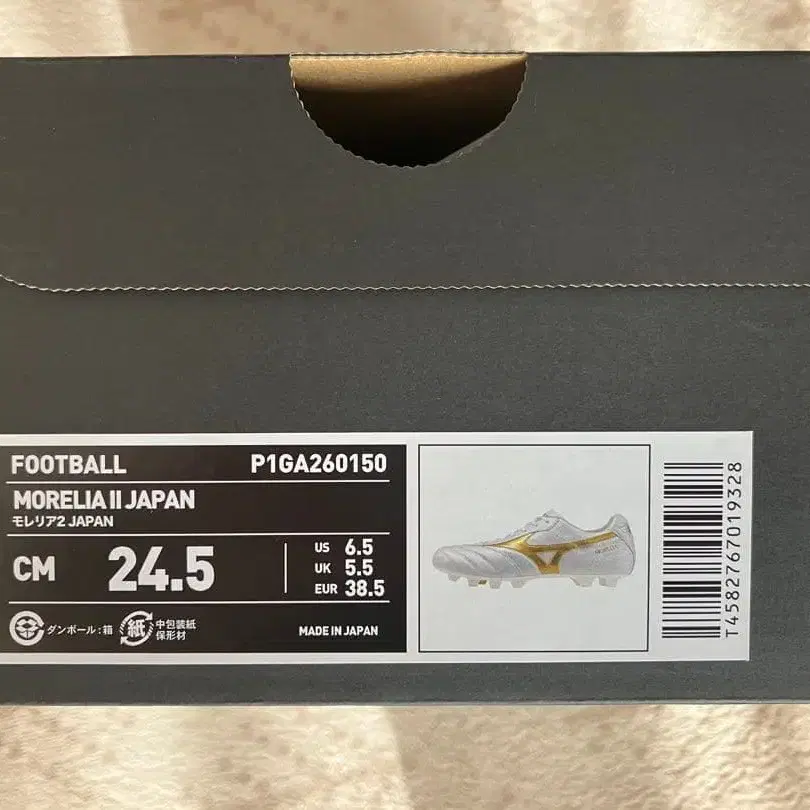 FOOTBALL P1GA260150
MORELIA II JAPAN
モレリア2 JAPAN
CM 24.5
US 6.5
UK 5.5
EUR 38.5
ダンボール:箱
紙
中包装紙
保形材
MADE IN JAPAN
T4582767019328